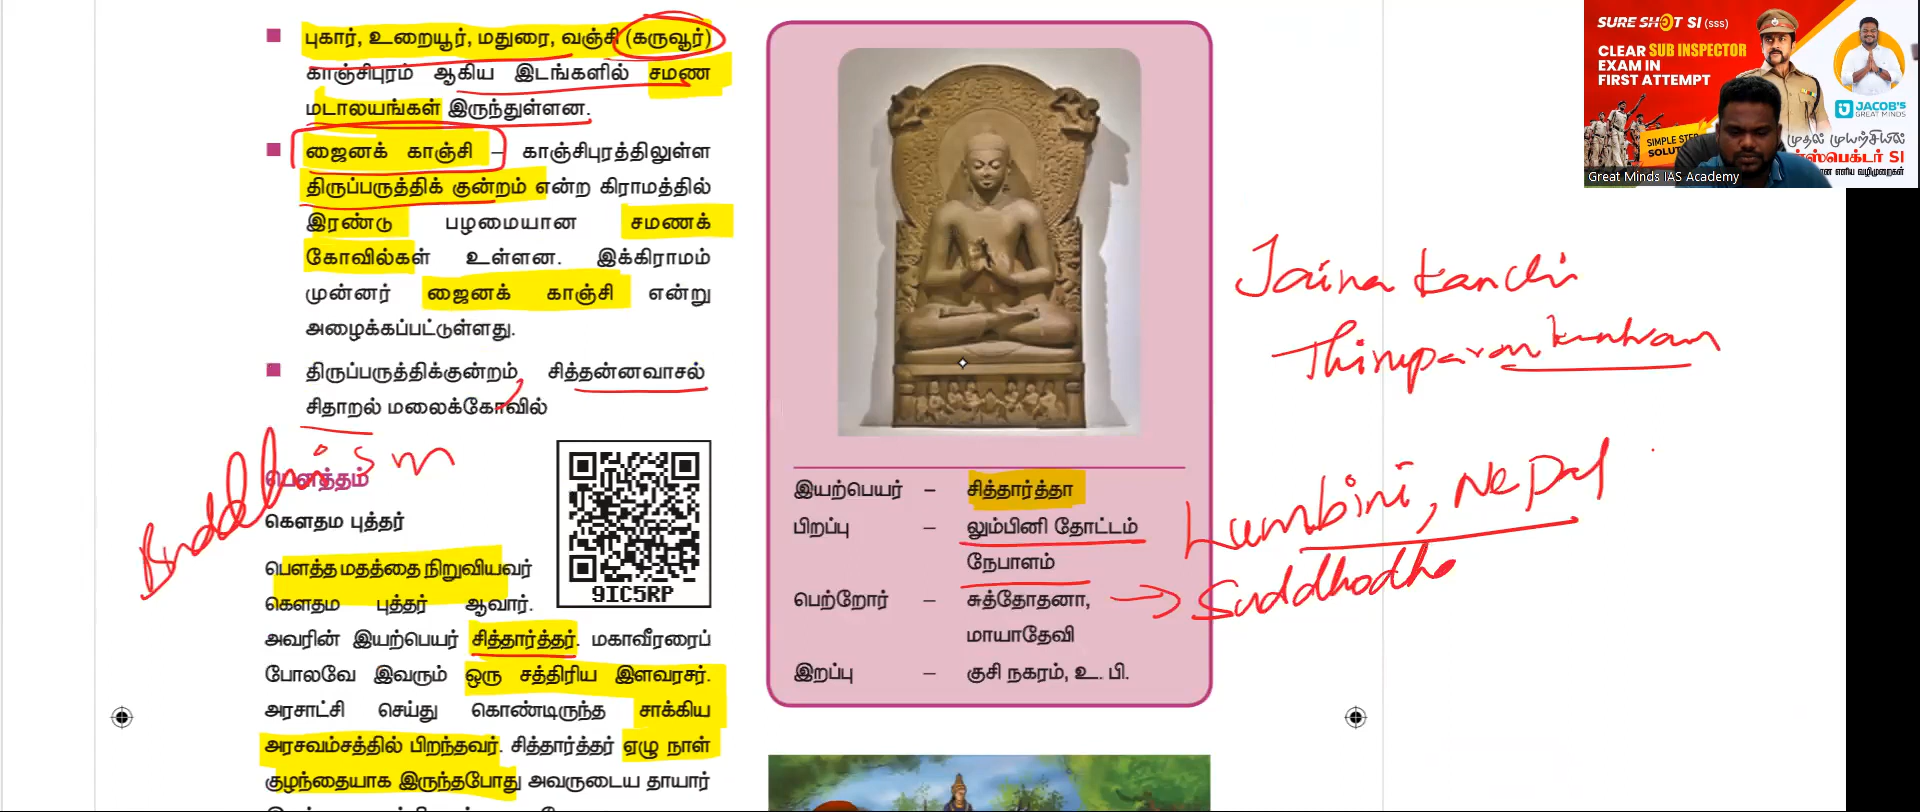 புகார், உறையூர், மதுரை, வஞ்சி (கருவூர்)
காஞ்சிபுரம் ஆகிய இடங்களில் சமண
மடாலயங்கள் இருந்துள்ளன.
ஜைனக் காஞ்சி – காஞ்சிபுரத்திலுள்ள
திருப்பருத்திக் குன்றம் என்ற கிராமத்தில்
இரண்டு பழமையான சமணக்
கோவில்கள் உள்ளன. இக்கிராமம்
முன்னர் ஜைனக் காஞ்சி என்று
அழைக்கப்பட்டுள்ளது.
திருப்பருத்திக்குன்றம், சித்தன்னவாசல்
சிதாறல் மலைக்கோவில்
Buddhism
பௌத்தம்
கௌதம புத்தர்
பௌத்த மதத்தை நிறுவியவர்
கௌதம புத்தர் ஆவார்.
அவரின் இயற்பெயர் சித்தார்த்தர். மகாவீரரைப்
போலவே இவரும் ஒரு சத்திரிய இளவரசர்.
அரசாட்சி செய்து கொண்டிருந்த சாக்கிய
அரசவம்சத்தில் பிறந்தவர். சித்தார்த்தர் ஏழு நாள்
குழந்தையாக இருந்தபோது அவருடைய தாயார்
9IC5RP
இயற்பெயர் – சித்தார்த்தா
பிறப்பு – லும்பினி தோட்டம்
நேபாளம்
பெற்றோர் – சுத்தோதனா,
மாயாதேவி
இறப்பு – குசி நகரம், உ. பி.
Jaina Kanchi
Lumbini, Nepal
Suddhodha
SURE SHOT SI (SSS)
CLEAR SUB INSPECTOR
EXAM IN
FIRST ATTEMPT
JACOB's
GREAT MINDS
SIMPLE STEP
முதல் முயற்சியில்
Great Minds IAS Academy